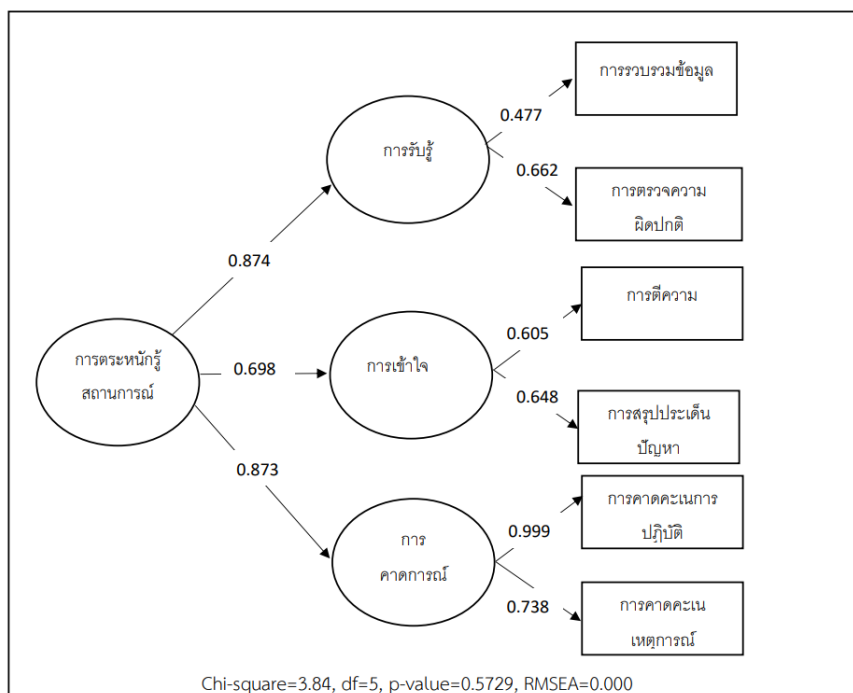 การรวบรวมข้อมูล
0.477
การรับรู้
0.662
การตรวจความ
ผิดปกติ
0.874
การตีความ
0.605
การตระหนักรู้
สถานการณ์
0.698
การเข้าใจ
0.648
การสรุปประเด็น
ปัญหา
0.873
การคาดคะเนการ
ปฏิบัติ
0.999
การ
คาดการณ์
0.738
การคาดคะเน
เหตุการณ์
Chi-square=3.84, df=5, p-value=0.5729, RMSEA=0.000